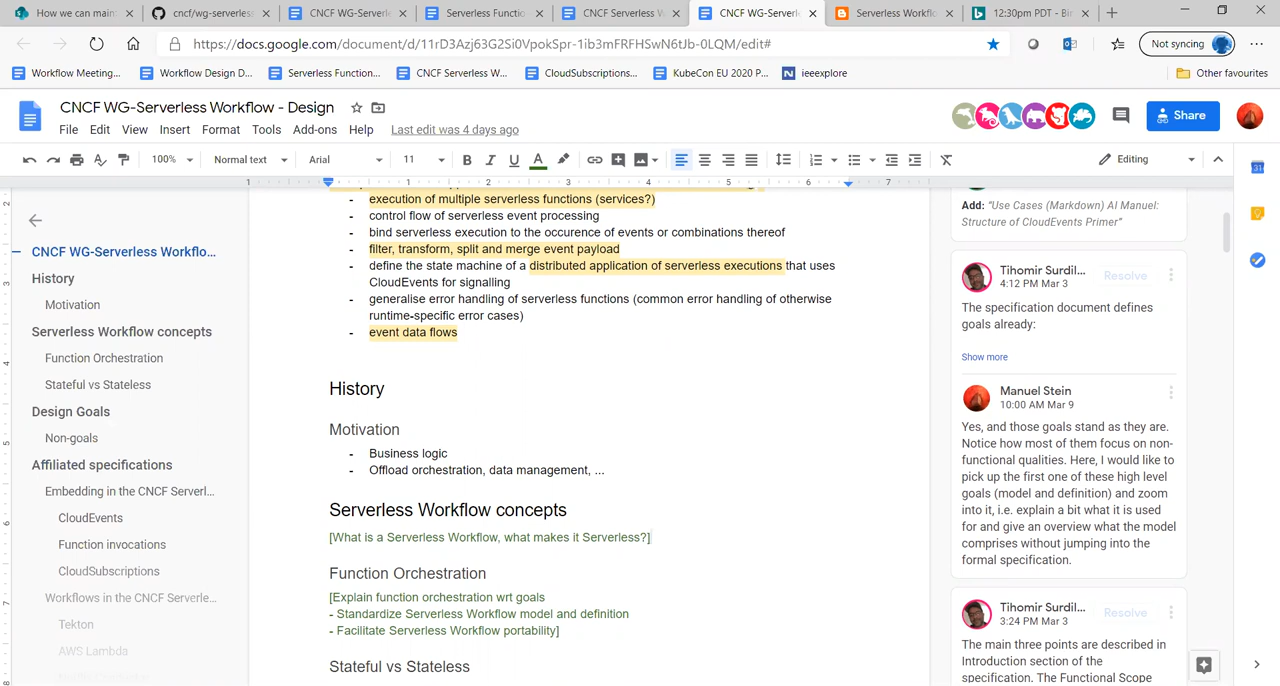 How we can main
cncf/wg-serverless
CNCF WG-Server
Serverless Functio
CNCF Serverless W
CNCF WG-Server
Serverless Workfl
12:30pm PDT - Bin
https://docs.google.com/document/d/11rD3Azj63G2Si0VpokSpr-1ib3mFRFHSwN6tJb-0LQM/edit#
Not syncing
Workflow Meeting...
Workflow Design D...
Serverless Function...
CNCF Serverless W...
CloudSubscriptions...
KubeCon EU 2020 P...
ieeexplore
Other favourites
CNCF WG-Serverless Workflow - Design
File Edit View Insert Format Tools Add-ons Help Last edit was 4 days ago
Share
100% Normal text Arial 11 B I U A Editing
1 1 2 3 4 5 6 7
CNCF WG-Serverless Workflo...
History
Motivation
Serverless Workflow concepts
Function Orchestration
Stateful vs Stateless
Design Goals
Non-goals
Affiliated specifications
Embedding in the CNCF Serverl...
CloudEvents
Function invocations
CloudSubscriptions
Workflows in the CNCF Serverle...
Tekton
AWS Lambda
- execution of multiple serverless functions (services?)
- control flow of serverless event processing
- bind serverless execution to the occurence of events or combinations thereof
- filter, transform, split and merge event payload
- define the state machine of a distributed application of serverless executions that uses
CloudEvents for signalling
- generalise error handling of serverless functions (common error handling of otherwise
runtime-specific error cases)
- event data flows
History
Motivation
- Business logic
- Offload orchestration, data management, ...
Serverless Workflow concepts
[What is a Serverless Workflow, what makes it Serverless?]
Function Orchestration
[Explain function orchestration wrt goals
- Standardize Serverless Workflow model and definition
- Facilitate Serverless Workflow portability]
Stateful vs Stateless
Add: "Use Cases (Markdown) AI Manuel:
Structure of CloudEvents Primer"
Tihomir Surdil... Resolve
4:12 PM Mar 3
The specification document defines
goals already:
Show more
Manuel Stein
10:00 AM Mar 9
Yes, and those goals stand as they are.
Notice how most of them focus on non-
functional qualities. Here, I would like to
pick up the first one of these high level
goals (model and definition) and zoom
into it, i.e. explain a bit what it is used
for and give an overview what the model
comprises without jumping into the
formal specification.
Tihomir Surdil... Resolve
3:24 PM Mar 3
The main three points are described in
Introduction section of the
specification. The Functional Scope